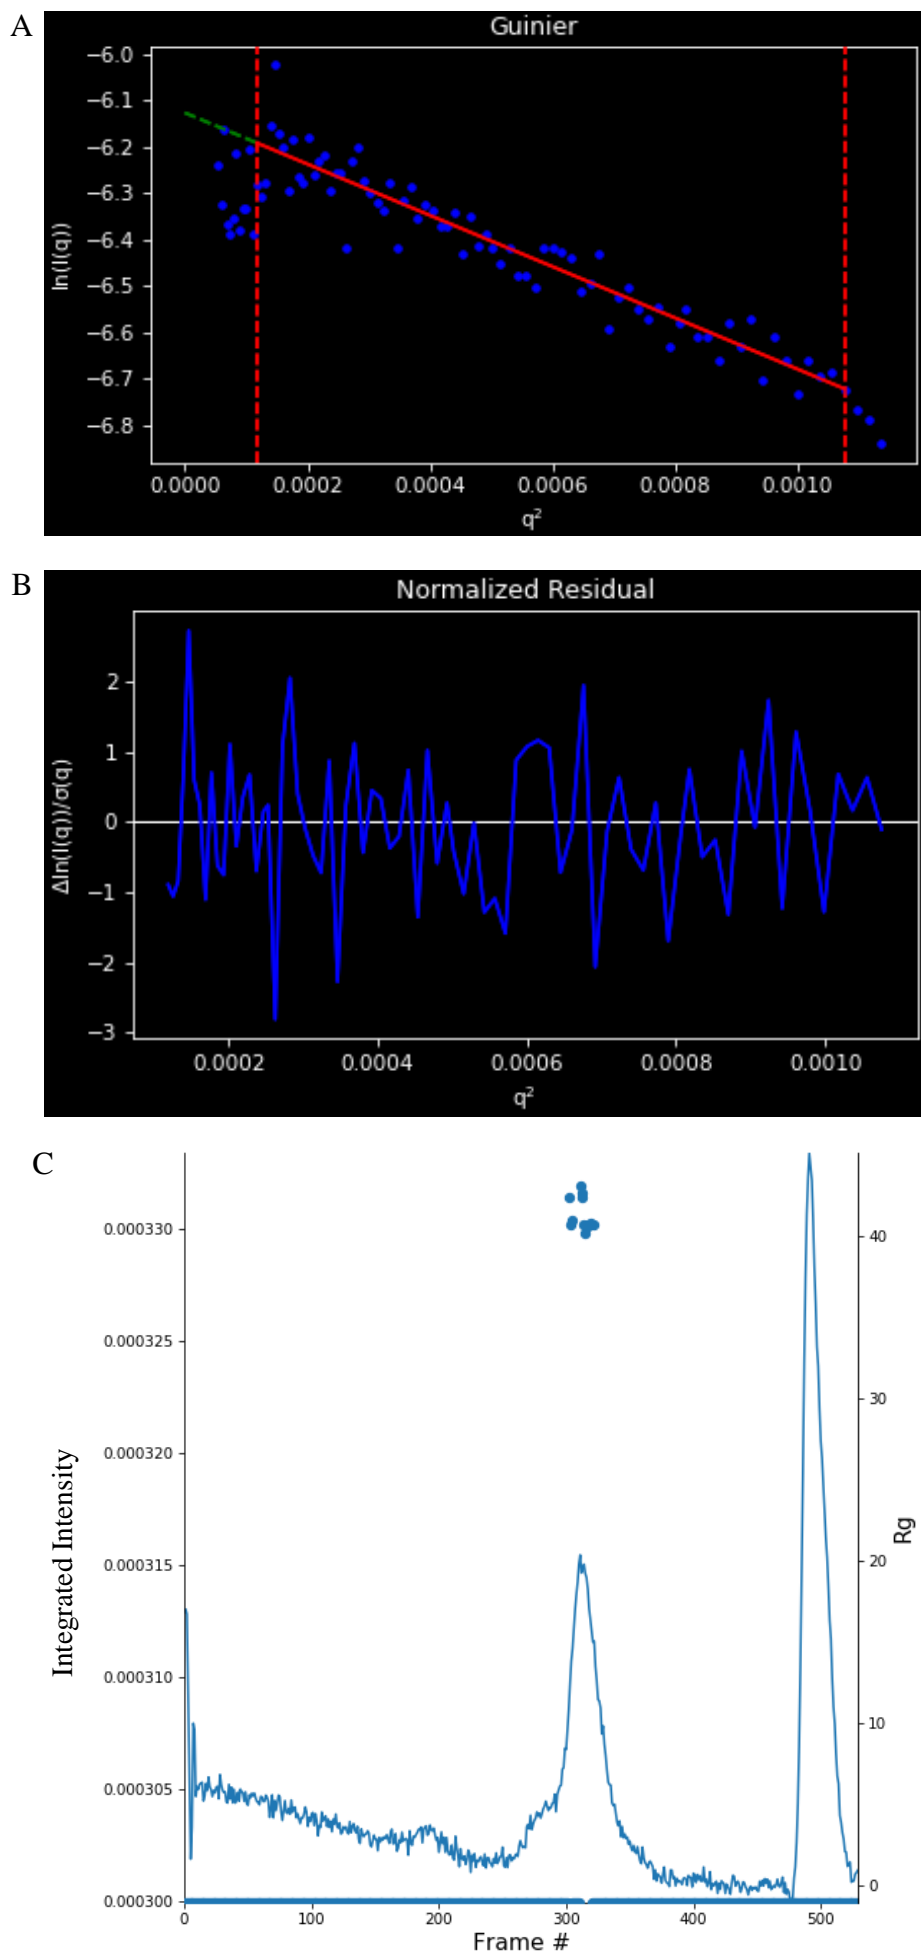 A
Guinier
−6.0
−6.1
−6.2
−6.3
−6.4
−6.5
−6.6
−6.7
−6.8
ln(I(q))
0.0000 0.0002 0.0004 0.0006 0.0008 0.0010
q²
B
Normalized Residual
2
1
0
−1
−2
−3
Δln(I(q))/σ(q)
0.0002 0.0004 0.0006 0.0008 0.0010
q²
C
0.000330
0.000325
0.000320
0.000315
0.000310
0.000305
0.000300
Integrated Intensity
40
30
20
10
0
Rg
0 100 200 300 400 500
Frame #